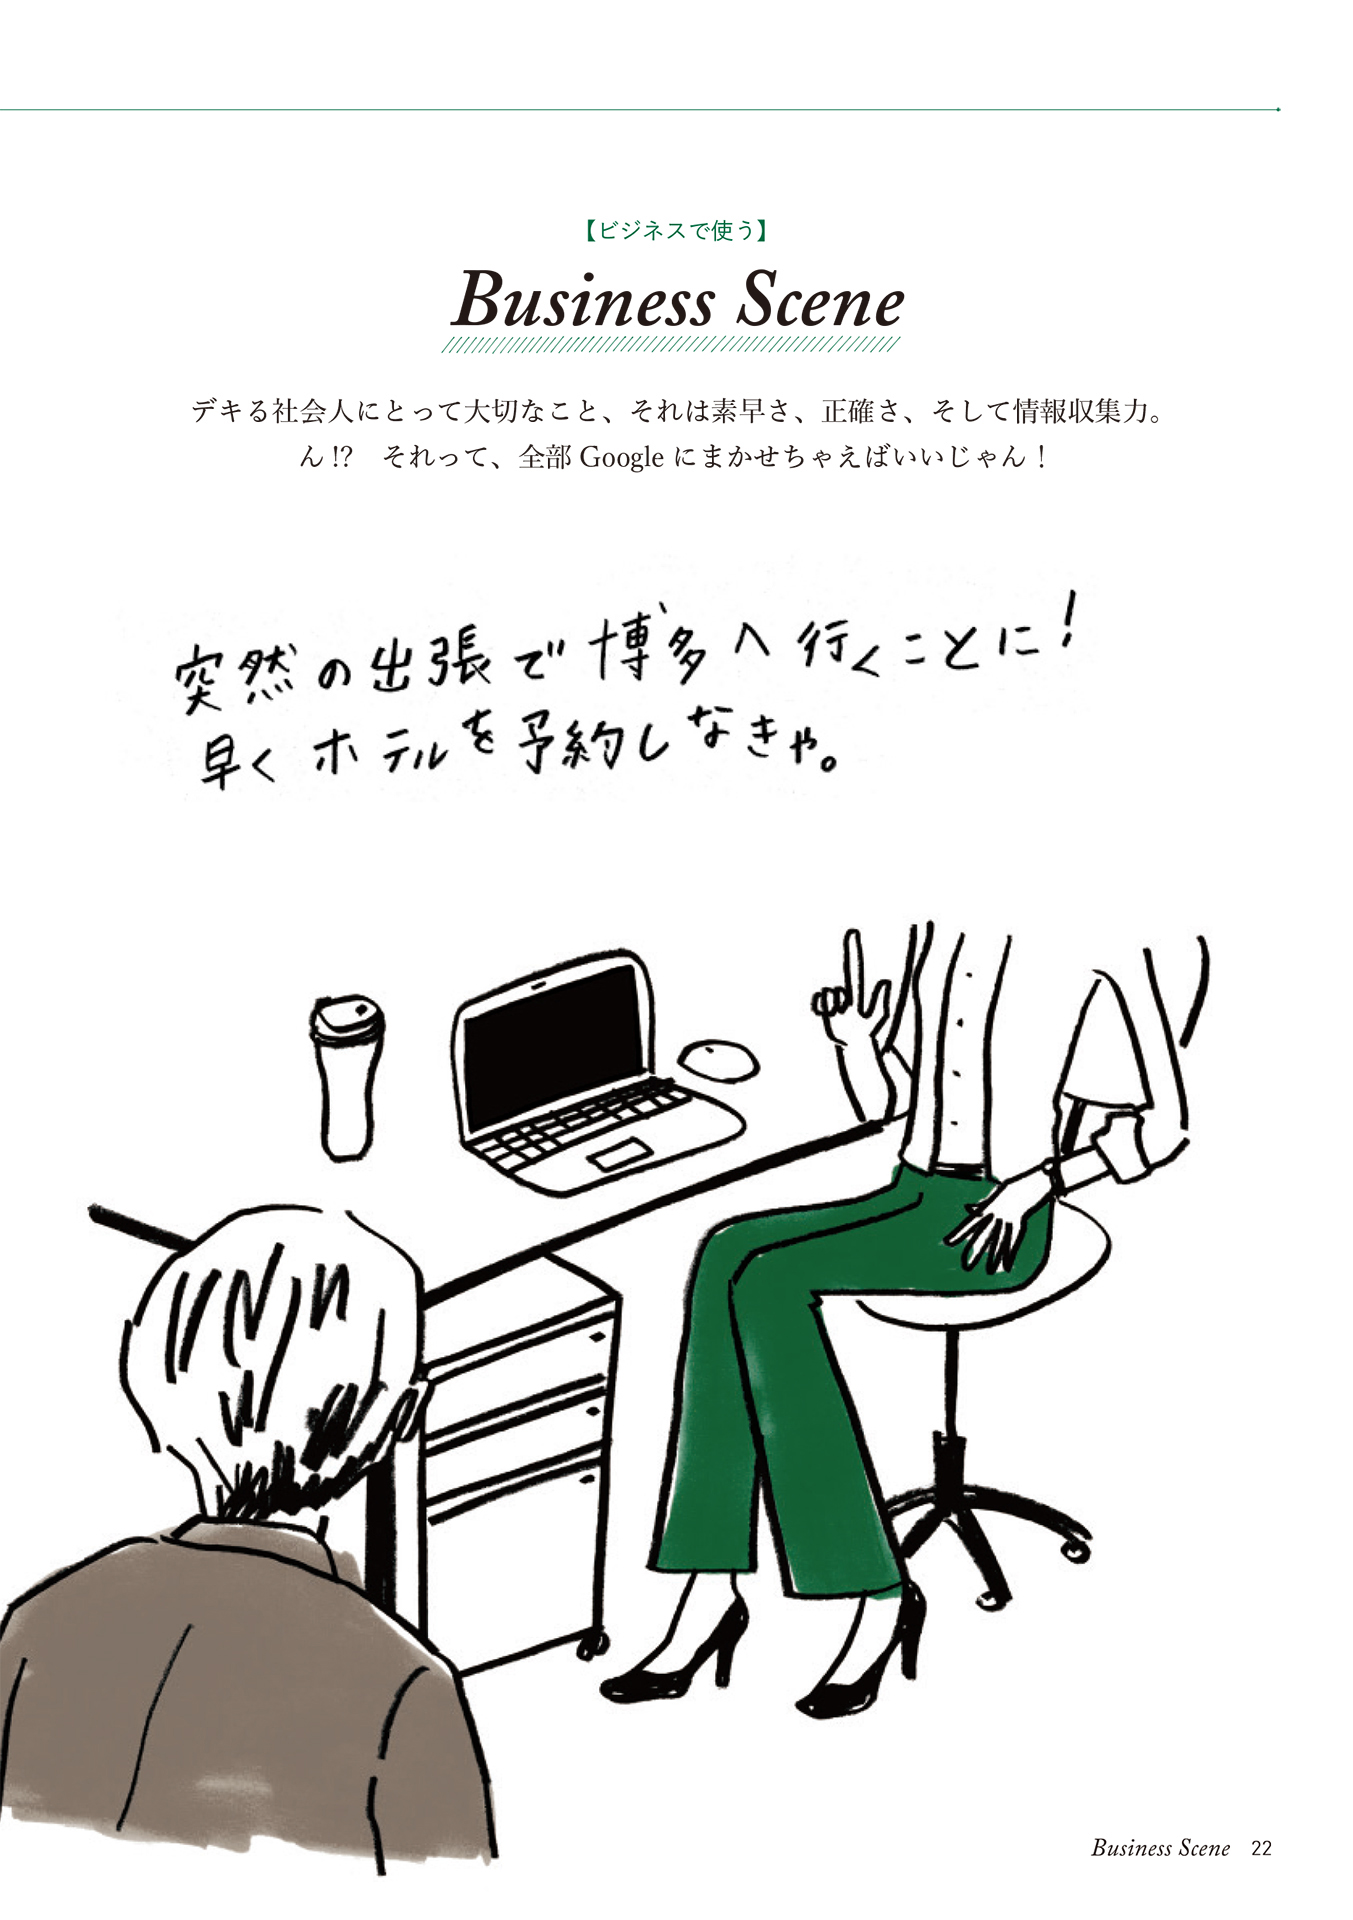 【ビジネスで使う】
Business Scene
デキる社会人にとって大切なこと、それは素早さ、正確さ、そして情報収集力。
ん!?　それって、全部 Google にまかせちゃえばいいじゃん！
突然の出張で博多へ行くことに！
早くホテルを予約しなきゃ。
Business Scene 22